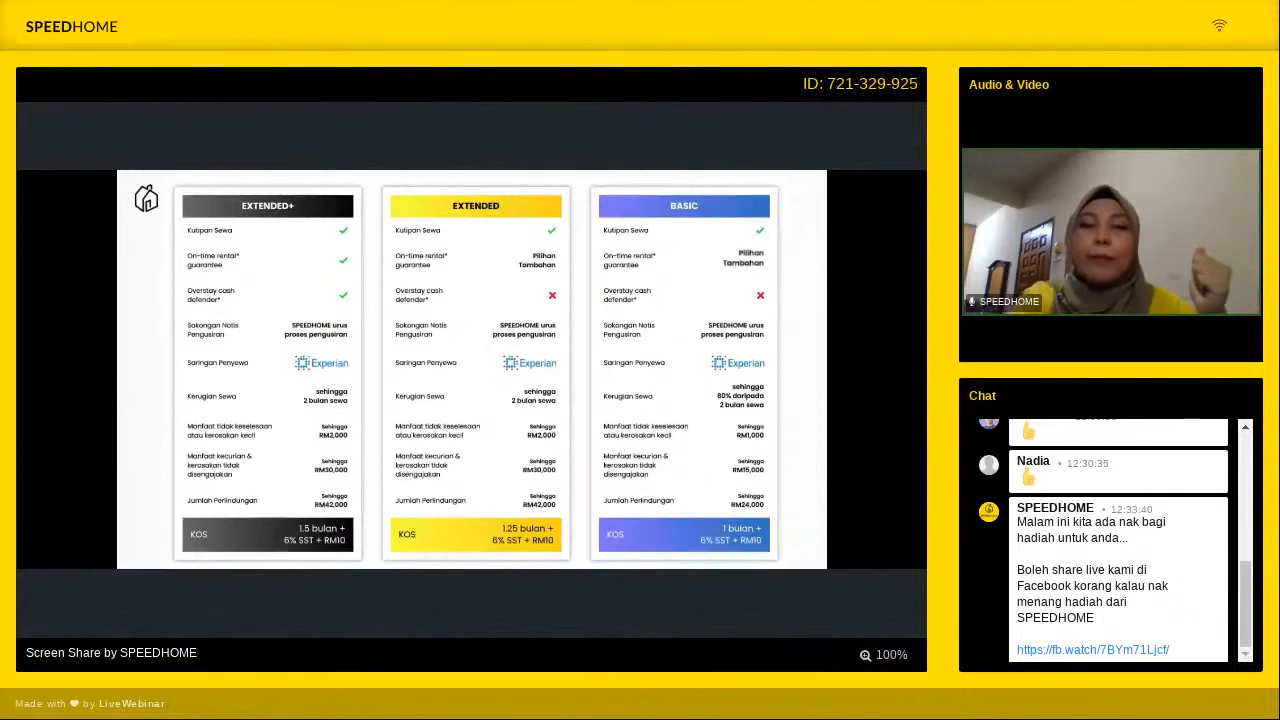 SPEEDHOME
ID: 721-329-925
EXTENDED+
Kutipan Sewa
On-time rental*
guarantee
Overstay cash
defender*
Sokongan Notis
Pengusiran
SPEEDHOME urus
proses pengusiran
Saringan Penyewa
Experian
Kerugian Sewa
sehingga
2 bulan sewa
Manfaat tidak keselesaan
atau kerosakan kecil
Sehingga
RM2,000
Manfaat kecurian &
kerosakan tidak
disengajakan
Sehingga
RM30,000
Jumlah Perlindungan
Sehingga
RM42,000
KOS
1.5 bulan +
6% SST + RM10
EXTENDED
Kutipan Sewa
On-time rental*
guarantee
Pilihan
Tambahan
Overstay cash
defender*
Sokongan Notis
Pengusiran
SPEEDHOME urus
proses pengusiran
Saringan Penyewa
Experian
Kerugian Sewa
sehingga
2 bulan sewa
Manfaat tidak keselesaan
atau kerosakan kecil
Sehingga
RM2,000
Manfaat kecurian &
kerosakan tidak
disengajakan
Sehingga
RM30,000
Jumlah Perlindungan
Sehingga
RM42,000
KOS
1.25 bulan +
6% SST + RM10
BASIC
Kutipan Sewa
On-time rental*
guarantee
Pilihan
Tambahan
Overstay cash
defender*
Sokongan Notis
Pengusiran
SPEEDHOME urus
proses pengusiran
Saringan Penyewa
Experian
Kerugian Sewa
sehingga
80% daripada
2 bulan sewa
Manfaat tidak keselesaan
atau kerosakan kecil
Sehingga
RM1,000
Manfaat kecurian &
kerosakan tidak
disengajakan
Sehingga
RM15,000
Jumlah Perlindungan
Sehingga
RM24,000
KOS
1 bulan +
6% SST + RM10
Screen Share by SPEEDHOME
100%
Audio & Video
SPEEDHOME
Chat
Nadia • 12:30:35
SPEEDHOME • 12:33:40
Malam ini kita ada nak bagi
hadiah untuk anda...
Boleh share live kami di
Facebook korang kalau nak
menang hadiah dari
SPEEDHOME
https://fb.watch/7BYm71Ljcf/
Made with ❤ by LiveWebinar